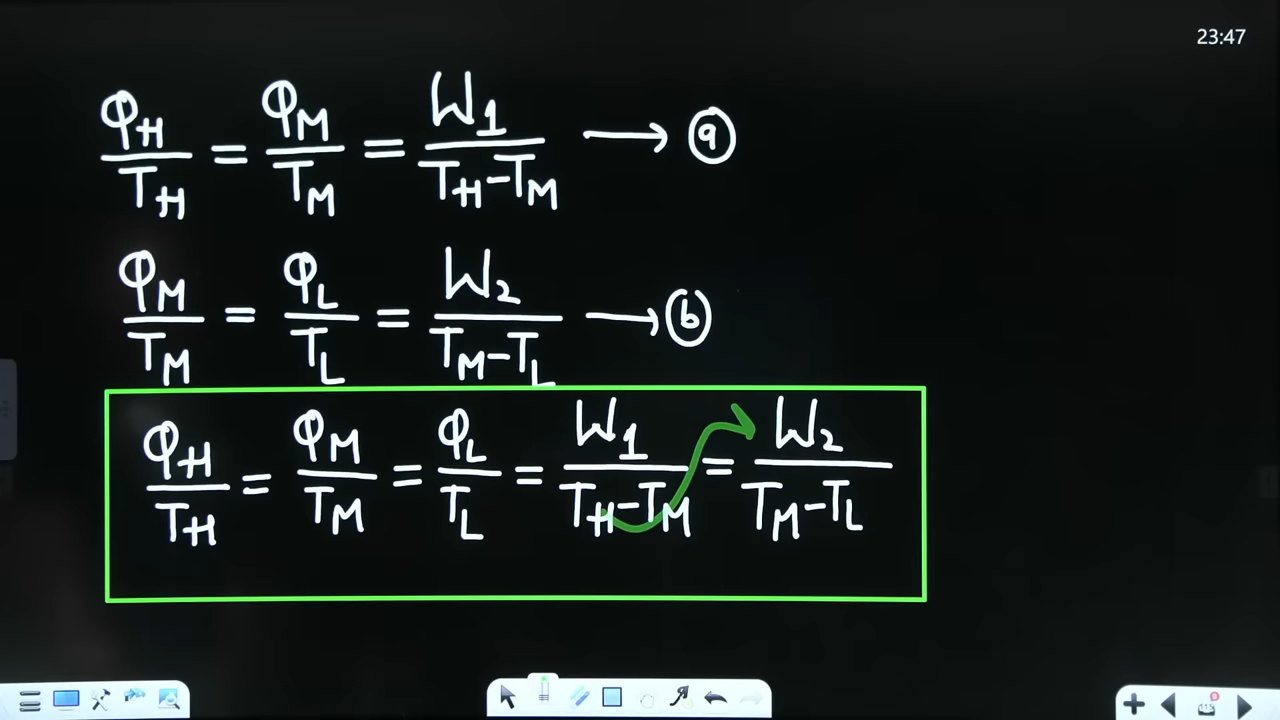 23:47
Q_H/T_H = Q_M/T_M = W_1/(T_H-T_M) → (a)
Q_M/T_M = Q_L/T_L = W_2/(T_M-T_L) → (b)
Q_H/T_H = Q_M/T_M = Q_L/T_L = W_1/(T_H-T_M) = W_2/(T_M-T_L)